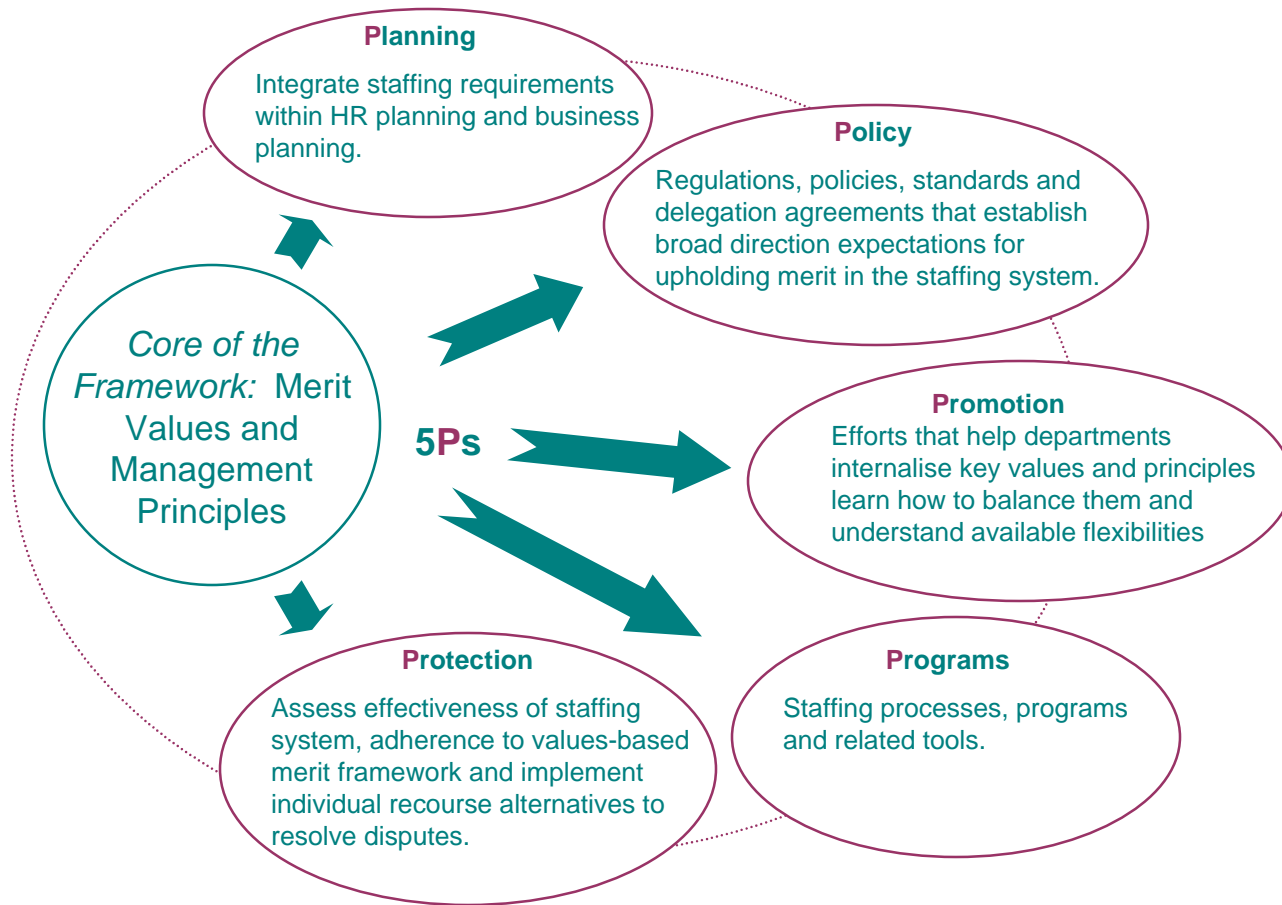 Planning
Integrate staffing requirements
within HR planning and business
planning.
Policy
Regulations, policies, standards and
delegation agreements that establish
broad direction expectations for
upholding merit in the staffing system.
Core of the
Framework: Merit
Values and
Management
Principles
5Ps
Promotion
Efforts that help departments
internalise key values and principles
learn how to balance them and
understand available flexibilities
Protection
Assess effectiveness of staffing
system, adherence to values-based
merit framework and implement
individual recourse alternatives to
resolve disputes.
Programs
Staffing processes, programs
and related tools.